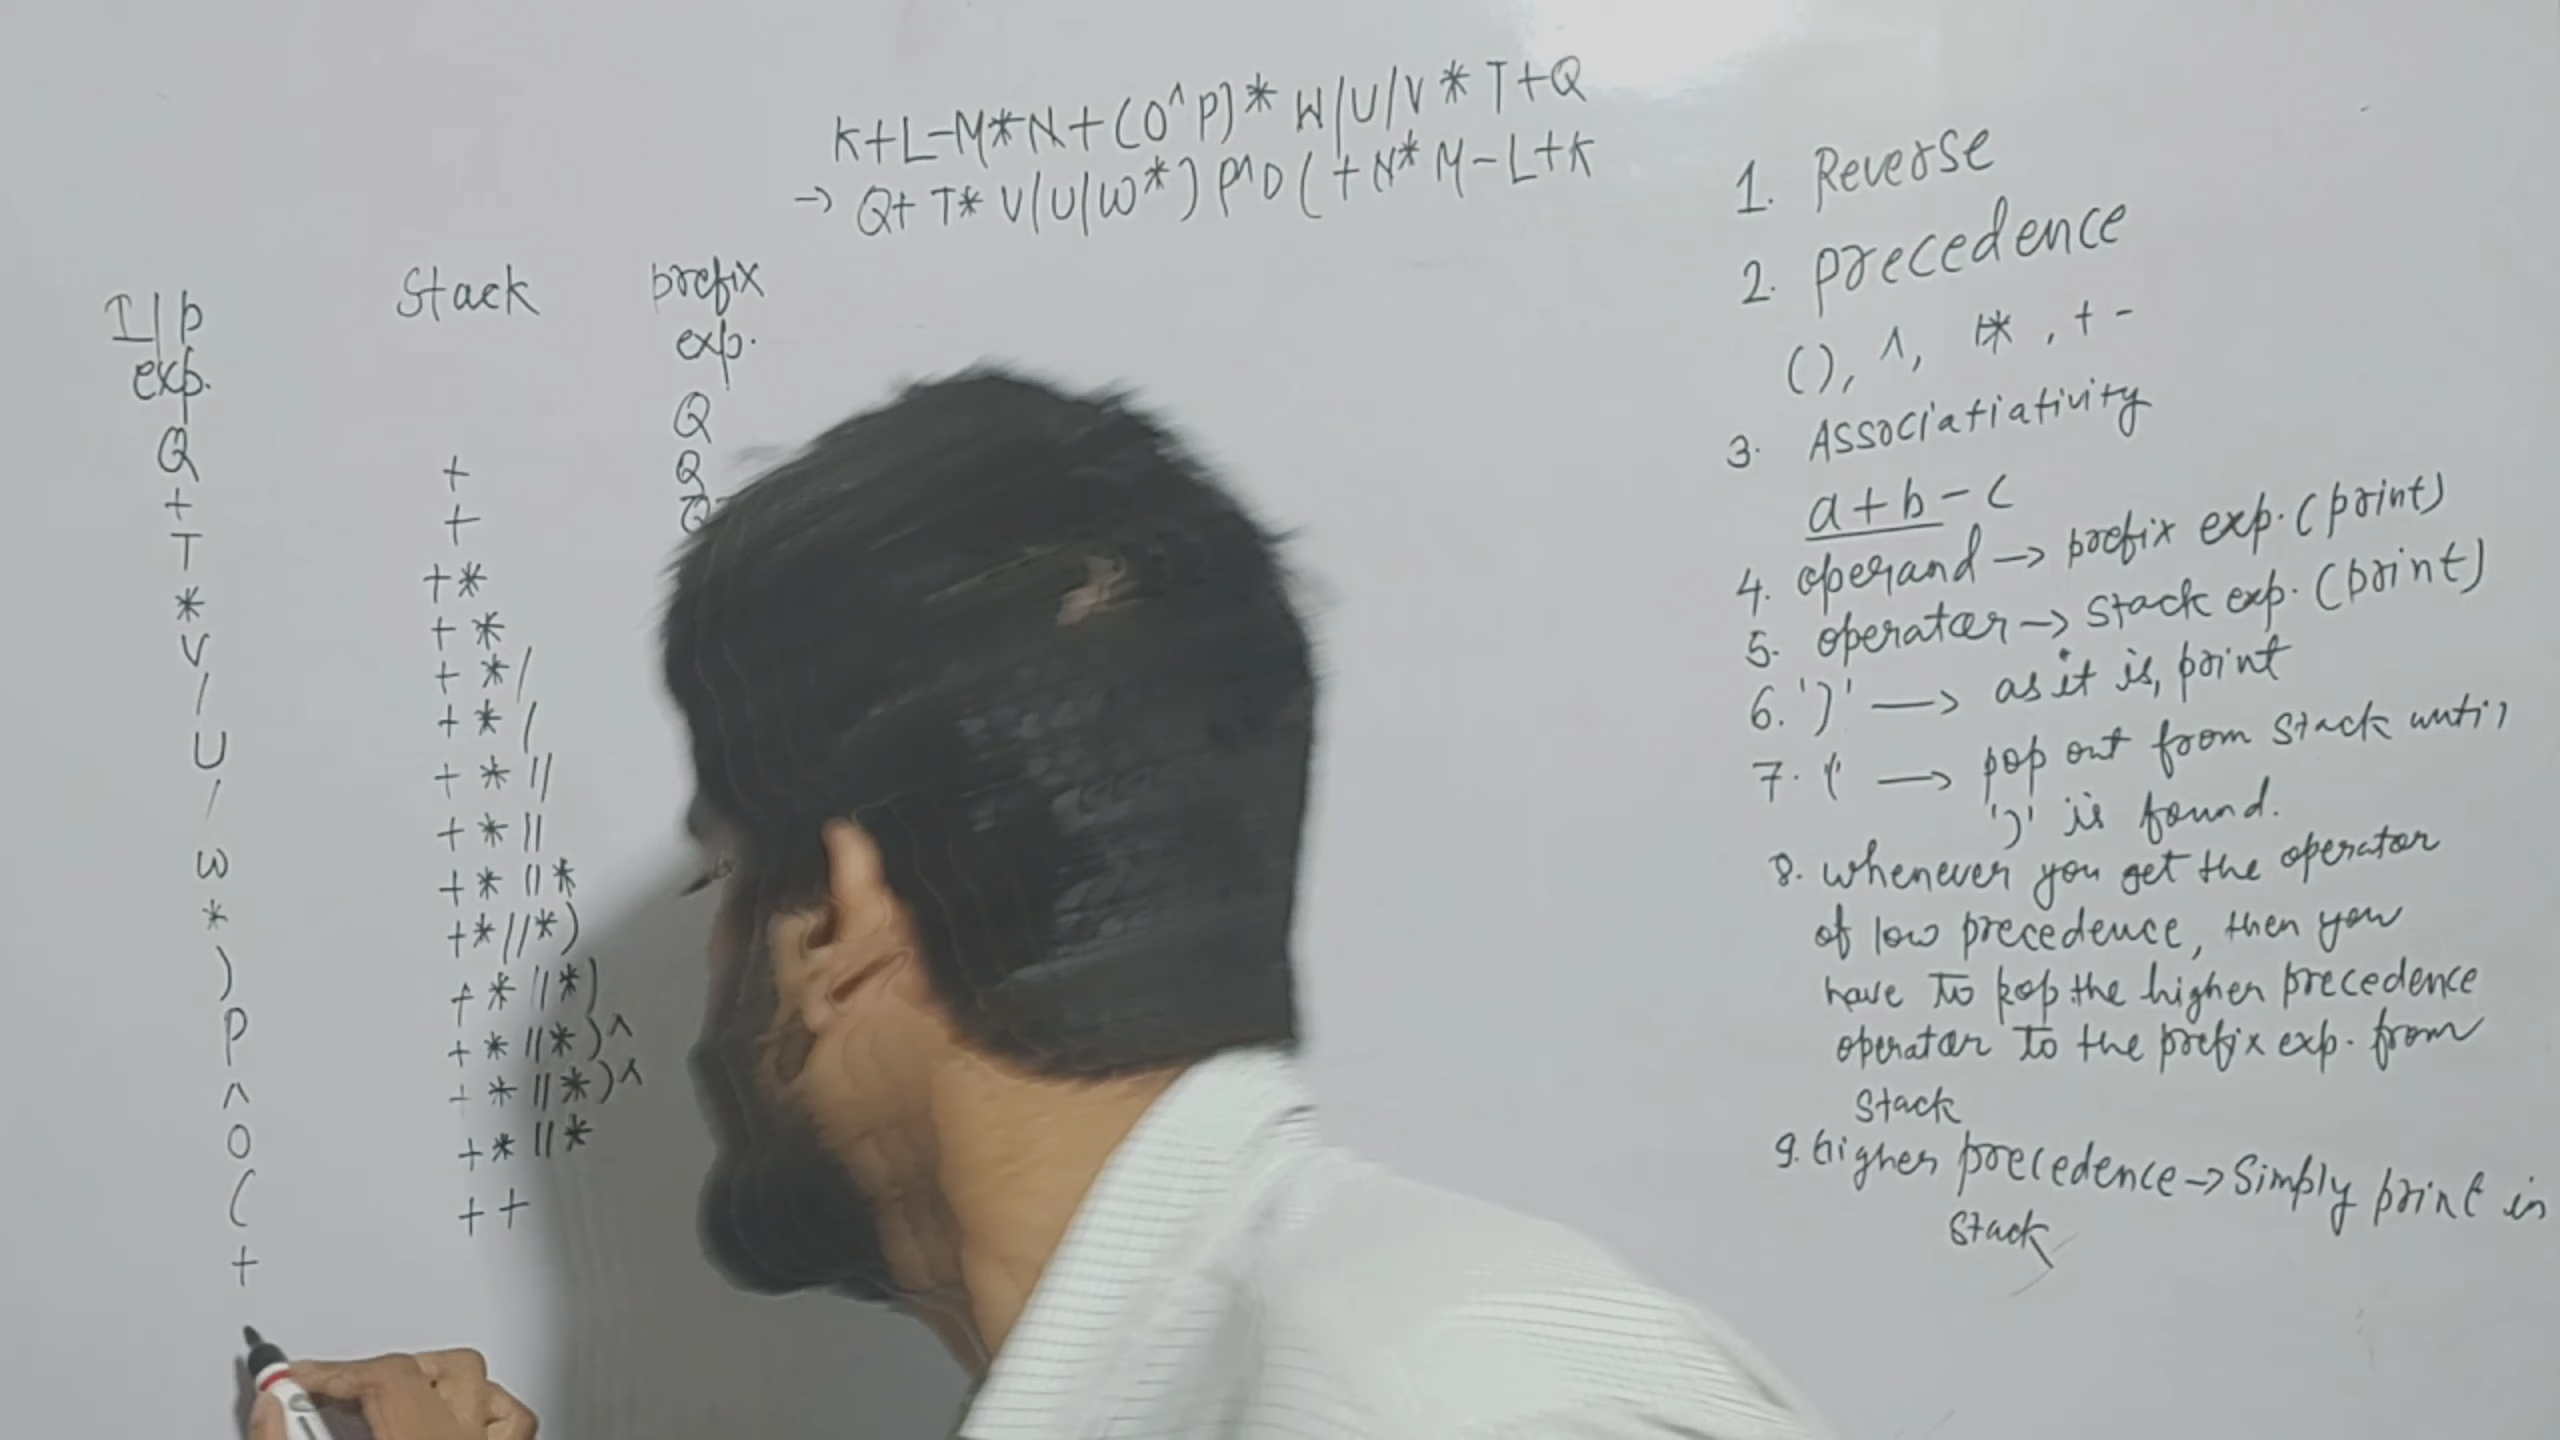 K+L-M*N+(O^P)*W/U/V*T+Q
→ Q+T*V/U/W*)P^O(+N*M-L+K
I/p exp.
Q
+
T
*
V
/
U
/
W
*
)
P
^
O
(
+
Stack
+
+
+*
+*
+*/
+*/
+*//
+*//
+*//*
+*//*)
+*//*)
+*//*)^
+*//*)^
+*//*
++
prefix
exp.
Q
Q
1. Reverse
2. Precedence
(), ^, /*, +-
3. Associatiativity
a+b-c
4. operand → prefix exp. (print)
5. operator → stack exp. (print)
6. ')' → as it is, print
7. '(' → pop out from stack until
')' is found.
8. whenever you get the operator
of low precedence, then you
have to pop the higher precedence
operator to the prefix exp. from
stack
9. higher precedence → Simply print in
stack